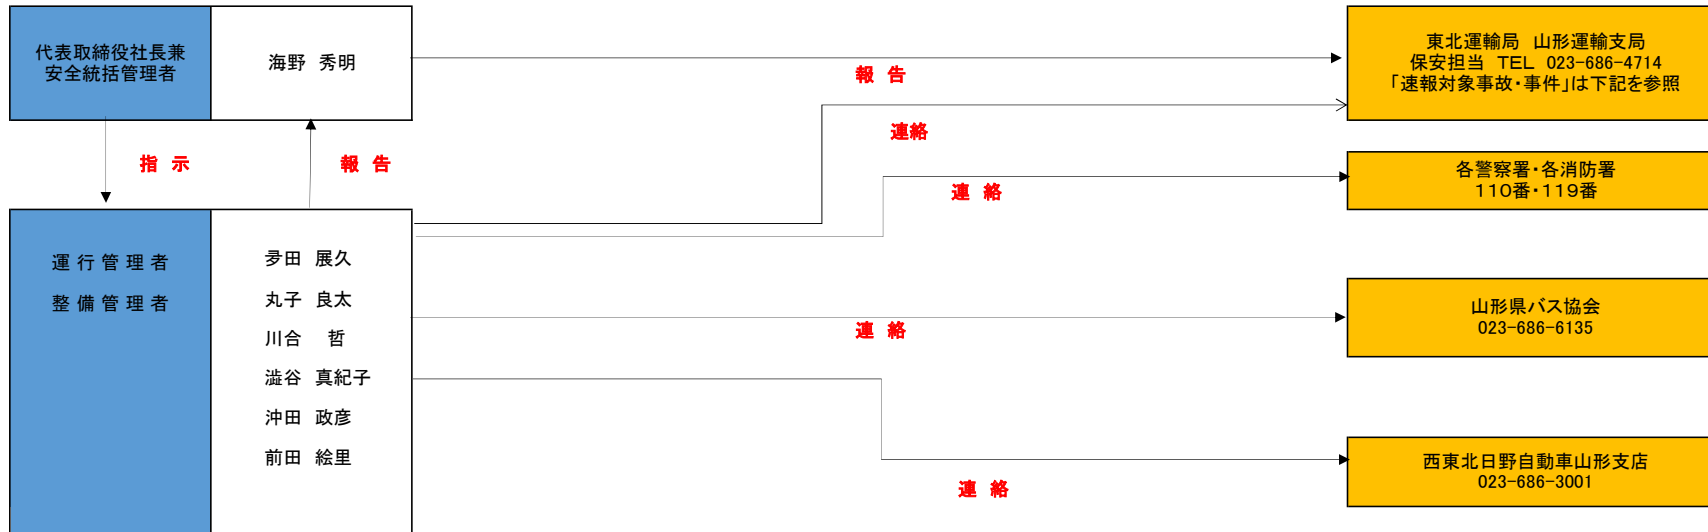 代表取締役社長兼
安全統括管理者
海野 秀明
報 告
東北運輸局 山形運輸支局
保安担当 TEL 023-686-4714
「速報対象事故・事件」は下記を参照
連絡
指 示
報 告
各警察署・各消防署
110番・119番
連 絡
運 行 管 理 者
整 備 管 理 者
夛田 展久
丸子 良太
川合 哲
澁谷 真紀子
沖田 政彦
前田 絵里
山形県バス協会
023-686-6135
連 絡
西東北日野自動車山形支店
023-686-3001
連 絡